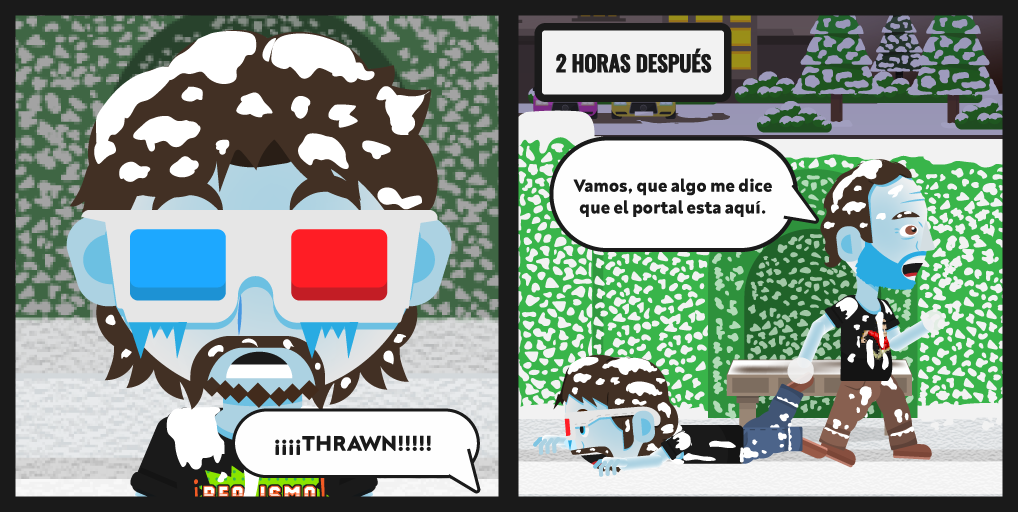 ¡¡¡¡THRAWN!!!!!
2 HORAS DESPUÉS
Vamos, que algo me dice
que el portal esta aquí.